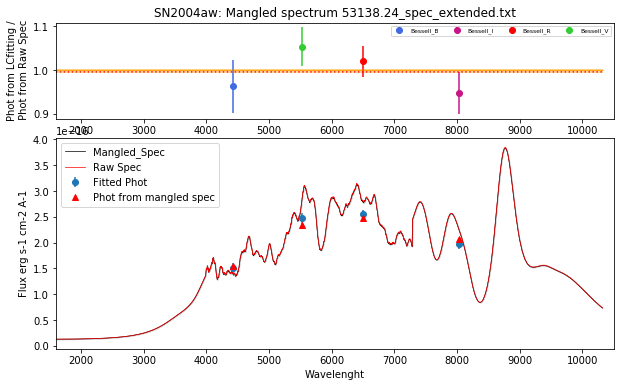 SN2004aw: Mangled spectrum 53138.24_spec_extended.txt
Phot from LCfitting /
Phot from Raw Spec
1.1
1.0
0.9
Bessell_B
Bessell_I
Bessell_R
Bessell_V
2000 3000 4000 5000 6000 7000 8000 9000 10000
1e-16
Flux erg s-1 cm-2 A-1
4.0
3.5
3.0
2.5
2.0
1.5
1.0
0.5
0.0
Mangled_Spec
Raw Spec
Fitted Phot
Phot from mangled spec
2000 3000 4000 5000 6000 7000 8000 9000 10000
Wavelenght